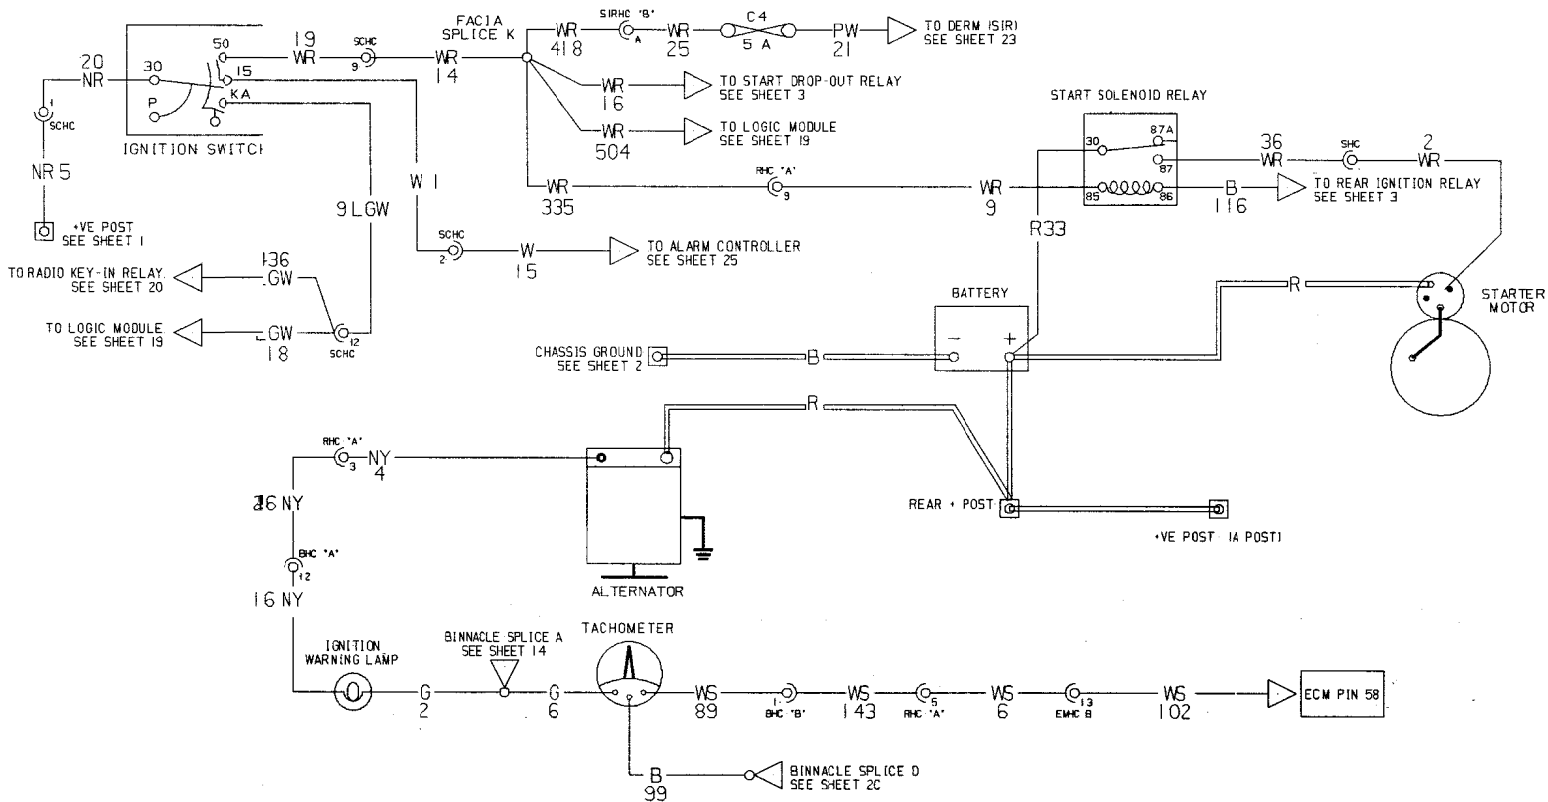 FACIA
SPLICE K
SIRHC "B"
A
WR
418
WR
25
C4
5 A
PW
21
TO DERM (S(R)
SEE SHEET 23
20
NR
30
P
50
15
KA
IGNITION SWITCH
19
WR
SCHC
9
WR
14
WR
16
TO START DROP-OUT RELAY
SEE SHEET 3
WR
504
TO LOGIC MODULE
SEE SHEET 19
1
SCHC
NR 5
+VE POST
SEE SHEET 1
START SOLENOID RELAY
30
87A
87
85
86
36
WR
SHC
2
WR
WR
335
RHC "A"
9
WR
9
B
116
TO REAR IGNITION RELAY
SEE SHEET 3
W 1
9 LGW
R33
SCHC
2
W
15
TO ALARM CONTROLLER
SEE SHEET 25
TO RADIO KEY-IN RELAY.
SEE SHEET 20
136
GW
TO LOGIC MODULE
SEE SHEET 19
GW
18
12
SCHC
BATTERY
-
+
R
STARTER
MOTOR
CHASSIS GROUND
SEE SHEET 2
B
R
RHC "A"
3
NY
4
NY
BHC "A"
12
16 NY
ALTERNATOR
REAR + POST
+VE POST (A POST)
IGNITION
WARNING LAMP
G
2
BINNACLE SPLICE A
SEE SHEET 14
G
6
TACHOMETER
WS
89
1
BHC "B"
WS
143
5
RHC "A"
WS
6
13
EMHC B
WS
102
ECM PIN 58
B
99
BINNACLE SPLICE D
SEE SHEET 2C